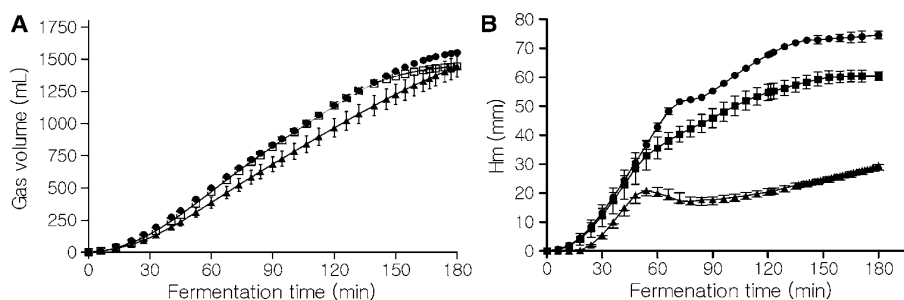 A
B
1750
1500
1250
1000
750
500
250
0
Gas volume (mL)
0 30 60 90 120 150 180
Fermentation time (min)
80
70
60
50
40
30
20
10
0
Hm (mm)
0 30 60 90 120 150 180
Fermenation time (min)